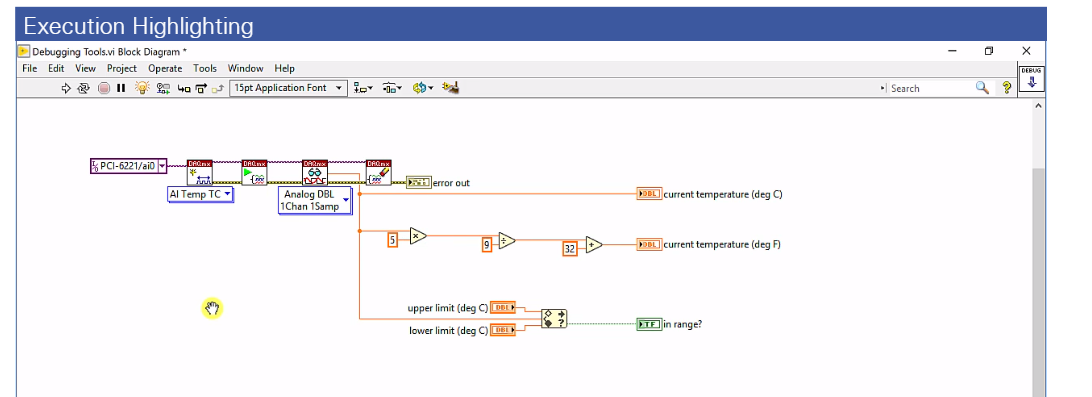 Execution Highlighting
Debugging Tools.vi Block Diagram *
File Edit View Project Operate Tools Window Help
15pt Application Font
Search
DEBUG
PCI-6221/ai0
DAQmx DAQmx DAQmx DAQmx
AI Temp TC
Analog DBL
1Chan 1Samp
error out
DBL current temperature (deg C)
5 × 9 ÷ 32 + DBL current temperature (deg F)
upper limit (deg C) DBL
lower limit (deg C) DBL
?
TF in range?